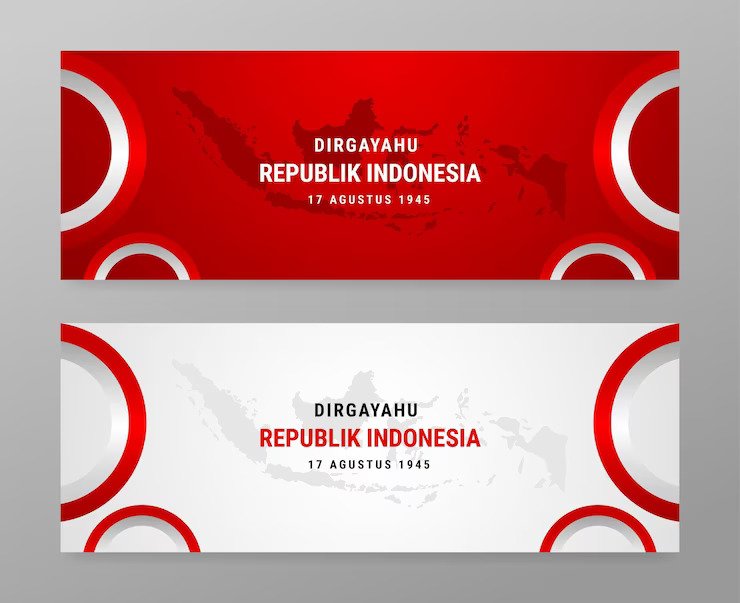 DIRGAYAHU
REPUBLIK INDONESIA
17 AGUSTUS 1945
DIRGAYAHU
REPUBLIK INDONESIA
17 AGUSTUS 1945